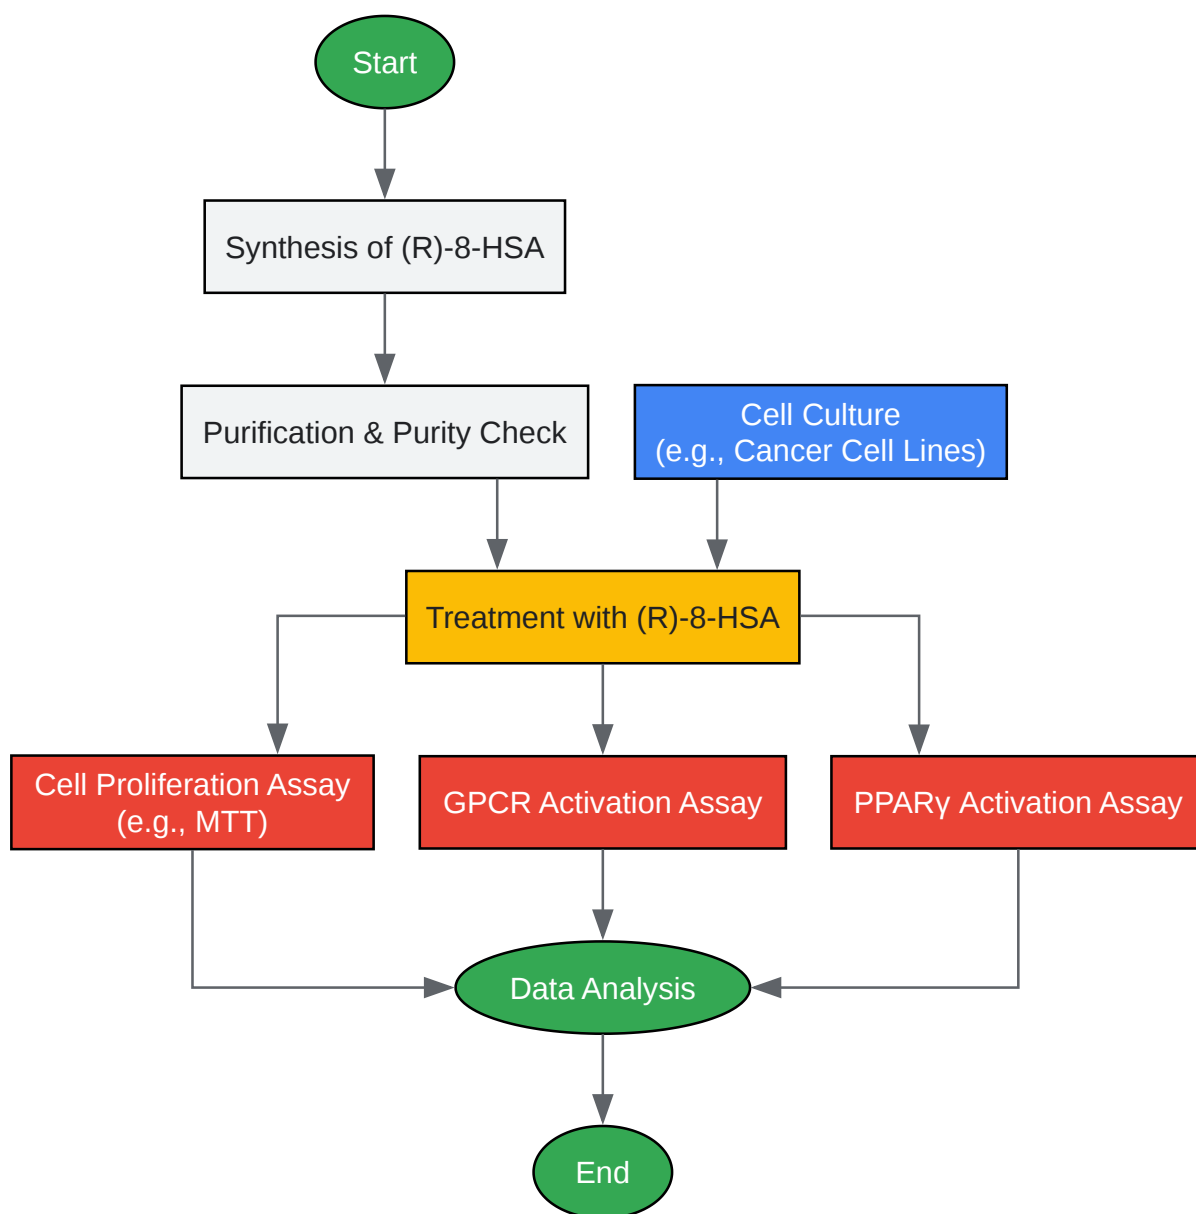 Start
Synthesis of (R)-8-HSA
Purification & Purity Check
Cell Culture
(e.g., Cancer Cell Lines)
Treatment with (R)-8-HSA
Cell Proliferation Assay
(e.g., MTT)
GPCR Activation Assay
PPARγ Activation Assay
Data Analysis
End